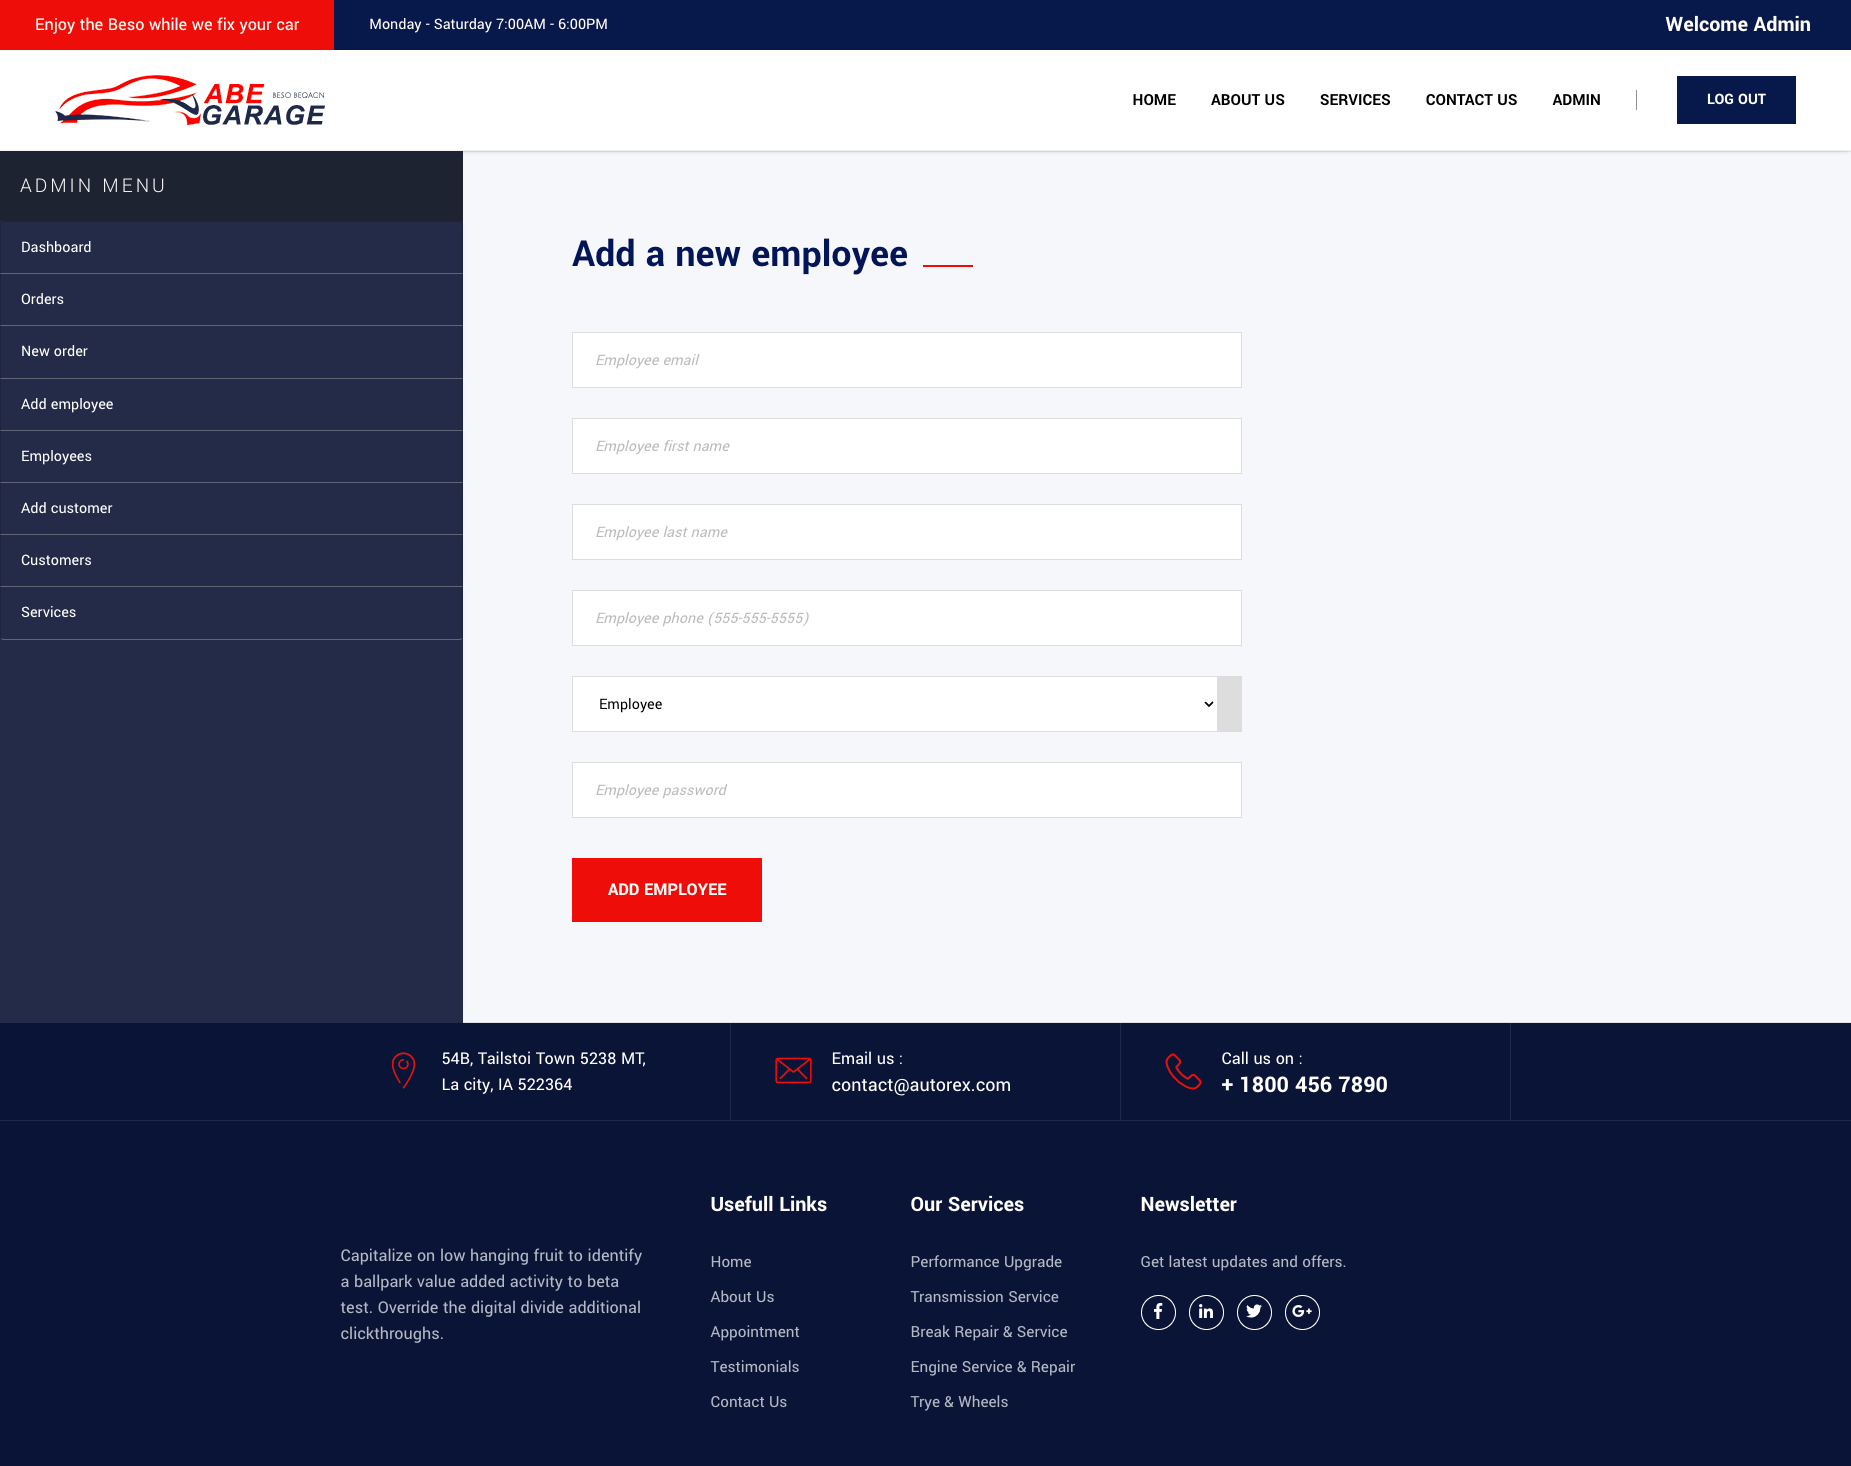 Enjoy the Beso while we fix your car
Monday - Saturday 7:00AM - 6:00PM
Welcome Admin
ABE BESO BEQACN
GARAGE
HOME
ABOUT US
SERVICES
CONTACT US
ADMIN
LOG OUT
ADMIN MENU
Dashboard
Orders
New order
Add employee
Employees
Add customer
Customers
Services
Add a new employee
Employee email
Employee first name
Employee last name
Employee phone (555-555-5555)
Employee
Employee password
ADD EMPLOYEE
54B, Tailstoi Town 5238 MT,
La city, IA 522364
Email us :
contact@autorex.com
Call us on :
+ 1800 456 7890
Capitalize on low hanging fruit to identify
a ballpark value added activity to beta
test. Override the digital divide additional
clickthroughs.
Usefull Links
Home
About Us
Appointment
Testimonials
Contact Us
Our Services
Performance Upgrade
Transmission Service
Break Repair & Service
Engine Service & Repair
Trye & Wheels
Newsletter
Get latest updates and offers.